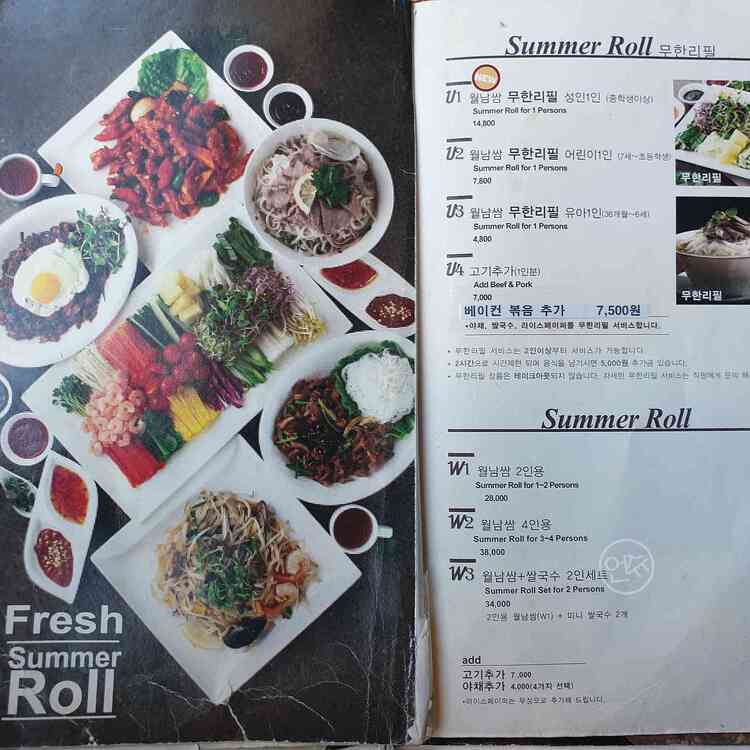 Fresh
Summer
Roll
Summer Roll 무한리필
NEW
U1 월남쌈 무한리필 성인1인 (중학생이상)
Summer Roll for 1 Persons
14,800
U2 월남쌈 무한리필 어린이1인 (7세~초등학생)
Summer Roll for 1 Persons
7,800
U3 월남쌈 무한리필 유아1인(36개월~6세)
Summer Roll for 1 Persons
4,800
U4 고기추가(1인분)
Add Beef & Pork
7,000
베이컨 볶음 추가 7,500원
*야채, 쌀국수, 라이스페이퍼를 무한리필 서비스합니다.
무한리필
무한리필
• 무한리필 서비스는 2인이상부터 서비스가 가능합니다.
• 2시간으로 시간제한 되며 음식을 남기시면 5,000원 추가금 있습니다.
• 무한리필 상품은 테이크아웃되지 않습니다. 자세한 무한리필 서비스는 직원에게 문의 해
Summer Roll
W1 월남쌈 2인용
Summer Roll for 1~2 Persons
28,000
W2 월남쌈 4인용
Summer Roll for 3~4 Persons
38,000
W3 월남쌈+쌀국수 2인세트
Summer Roll Set for 2 Persons
34,000
2인용 월남쌈(W1) + 미니 쌀국수 2개
add
고기추가 7,000
야채추가 4,000(4가지 선택)
*라이스페이퍼는 무상으로 추가해 드립니다.